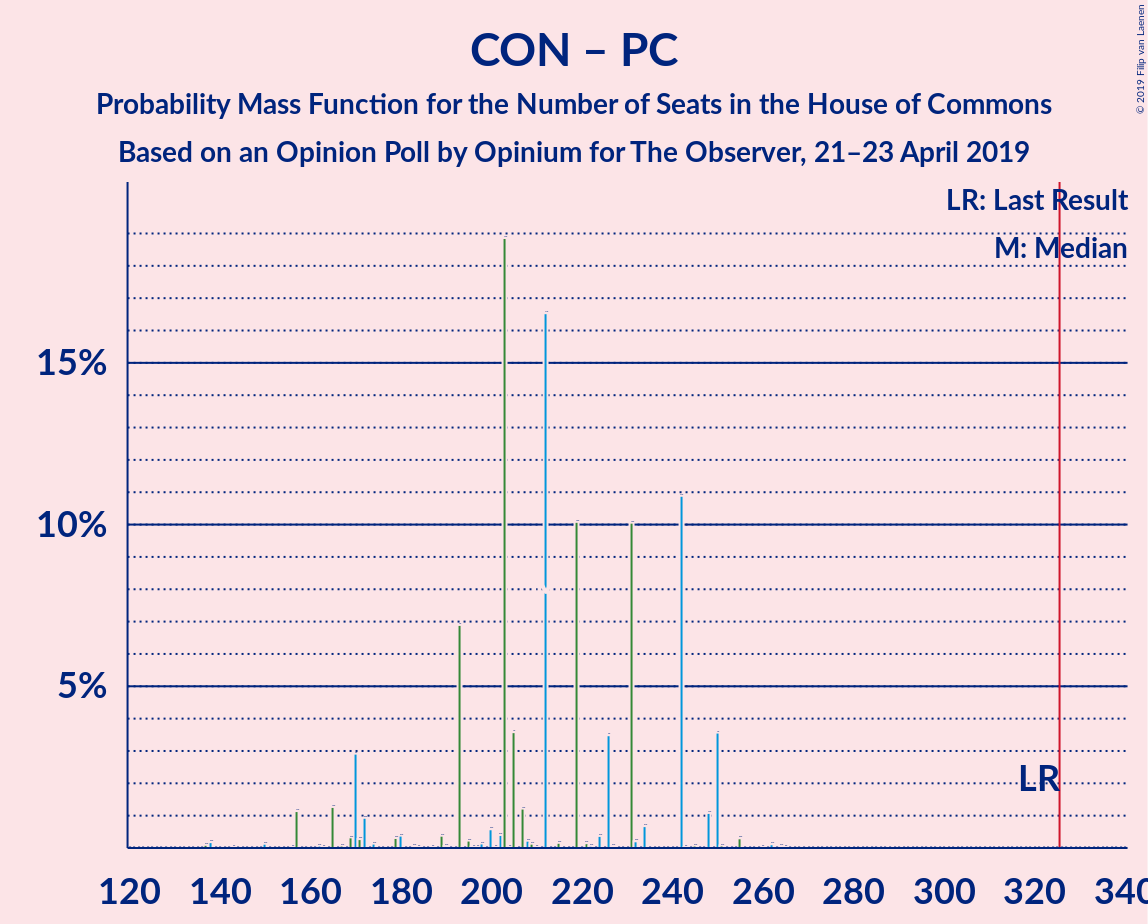 CON – PC
Probability Mass Function for the Number of Seats in the House of Commons
Based on an Opinion Poll by Opinium for The Observer, 21–23 April 2019
© 2019 Filip van Laenen
LR: Last Result
M: Median
15%
10%
5%
LR
120 140 160 180 200 220 240 260 280 300 320 340